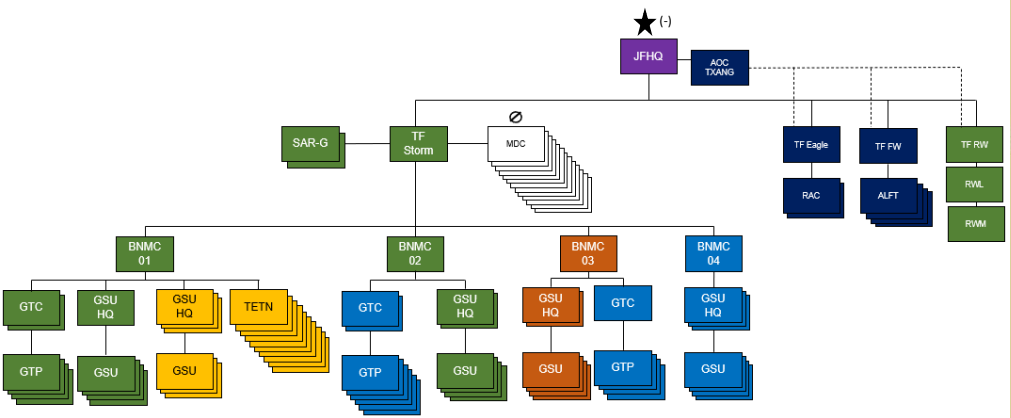 (-)
JFHQ
AOC
TXANG
SAR-G
TF
Storm
MDC
TF Eagle
TF FW
TF RW
RAC
ALFT
RWL
RWM
BNMC
01
BNMC
02
BNMC
03
BNMC
04
GTC
GSU
HQ
GSU
HQ
TETN
GTC
GSU
HQ
GSU
HQ
GTC
GSU
HQ
GTP
GSU
GSU
GTP
GSU
GSU
GTP
GSU